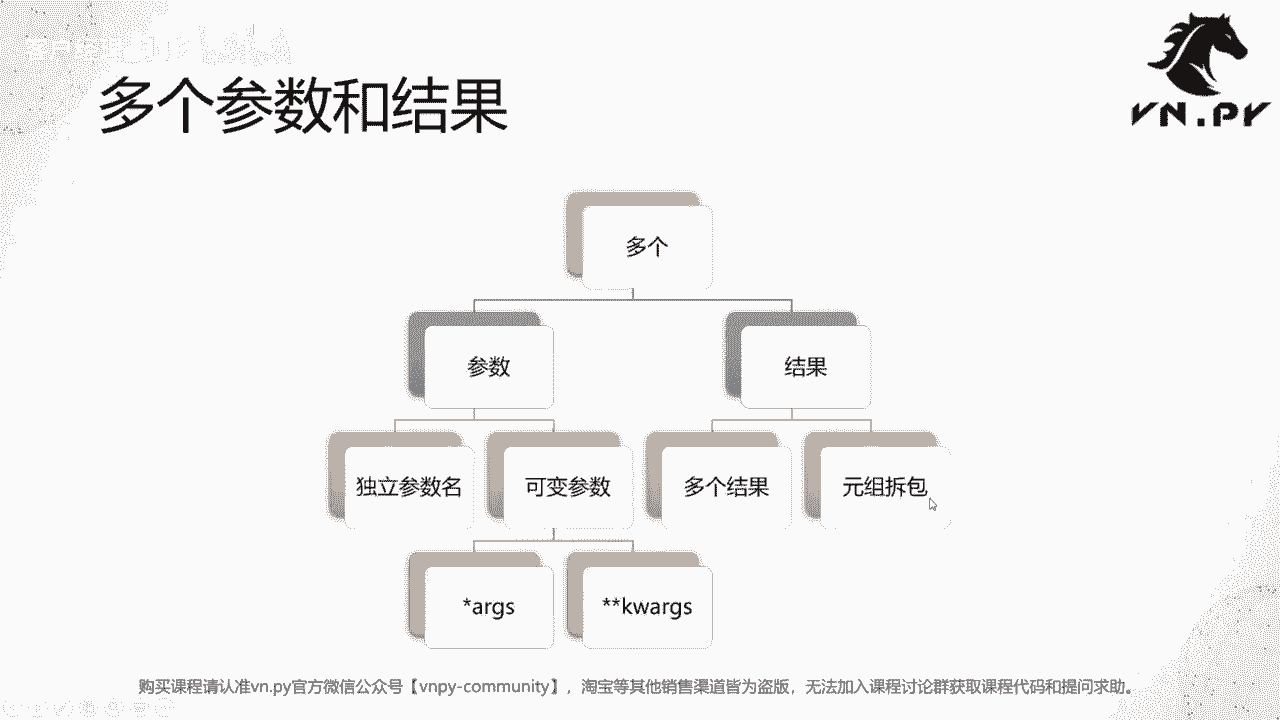 多个参数和结果
VN.PY
多个
参数
结果
独立参数名
可变参数
多个结果
元组拆包
*args
**kwargs
购买课程请认准vn.py官方微信公众号【vnpy-community】，淘宝等其他销售渠道皆为盗版，无法加入课程讨论群获取课程代码和提问求助。